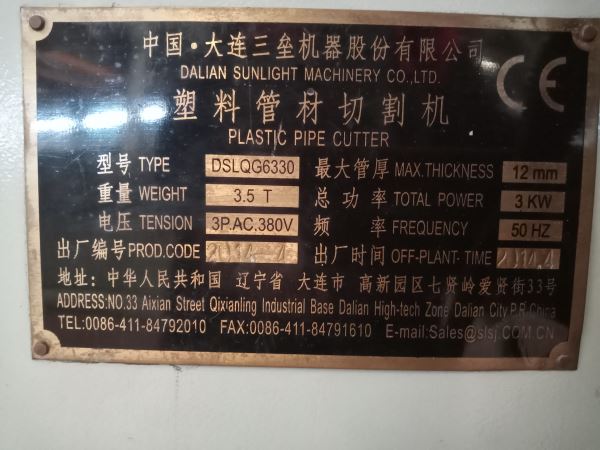 中国·大连三垒机器股份有限公司
DALIAN SUNLIGHT MACHINERY CO.,LTD.
CE
塑料管材切割机
PLASTIC PIPE CUTTER
型号 TYPE DSLQG6330 最大管厚 MAX.THICKNESS 12 mm
重量 WEIGHT 3.5 T 总功率 TOTAL POWER 3 KW
电压 TENSION 3P.AC.380V 频率 FREQUENCY 50 HZ
出厂编号 PROD.CODE 2014-4 出厂时间 OFF-PLANT-TIME 2014.4
地址: 中华人民共和国 辽宁省 大连市 高新园区七贤岭爱贤街33号
ADDRESS:NO.33 Aixian Street Qixianling Industrial Base Dalian High-tech Zone Dalian City P.R.China
TEL:0086-411-84792010 FAX:0086-411-84791610 E-mail:Sales@slsj.COM.CN